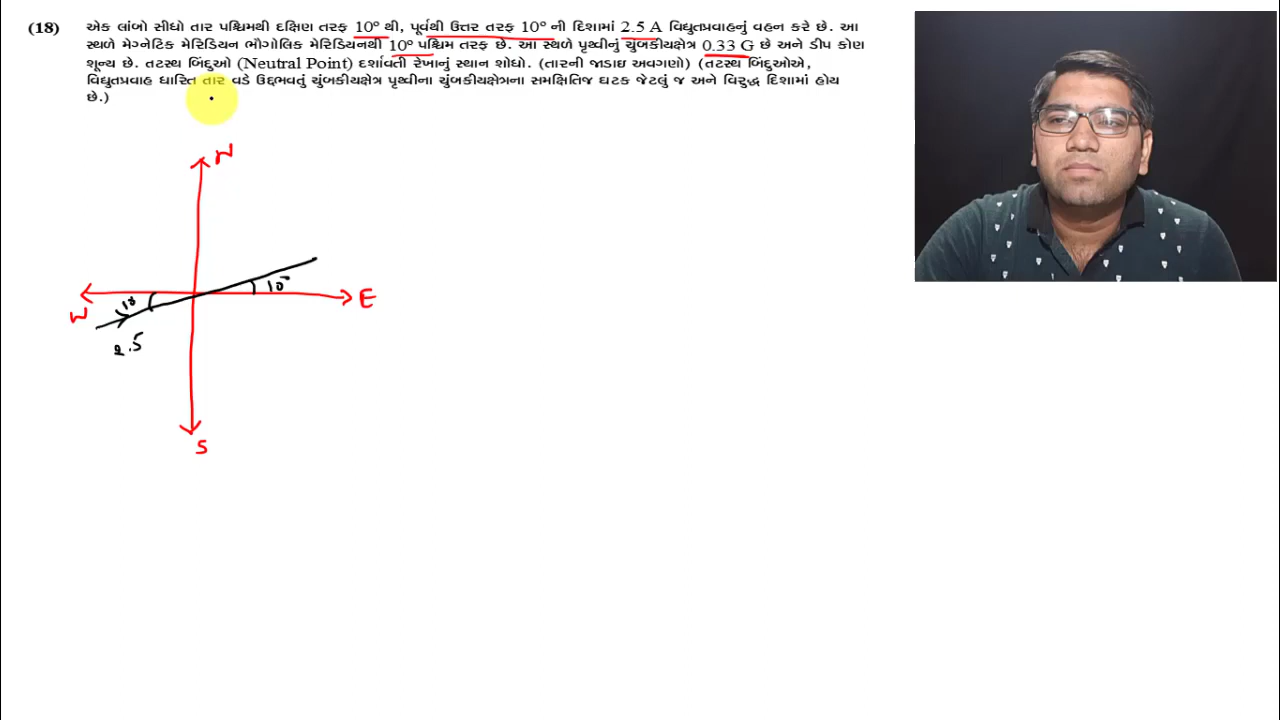 (18) એક લાંબો સીધો તાર પશ્ચિમથી દક્ષિણ તરફ 10° થી, પૂર્વથી ઉત્તર તરફ 10° ની દિશામાં 2.5 A વિદ્યુતપ્રવાહનું વહન કરે છે. આ
સ્થળે મેગ્નેટિક મેરિડિયન ભૌગોલિક મેરિડિયનથી 10° પશ્ચિમ તરફ છે. આ સ્થળે પૃથ્વીનું ચુંબકીયક્ષેત્ર 0.33 G છે અને ડીપ કોણ
શૂન્ય છે. તટસ્થ બિંદુઓ (Neutral Point) દર્શાવતી રેખાનું સ્થાન શોધો. (તારની જાડાઇ અવગણો) (તટસ્થ બિંદુઓએ,
વિદ્યુતપ્રવાહ ધારિત તાર વડે ઉદ્દભવતું ચુંબકીયક્ષેત્ર પૃથ્વીના ચુંબકીયક્ષેત્રના સમક્ષિતિજ ઘટક જેટલું જ અને વિરુદ્ધ દિશામાં હોય
છે.)
N
10°
E
W
10°
2.5
S